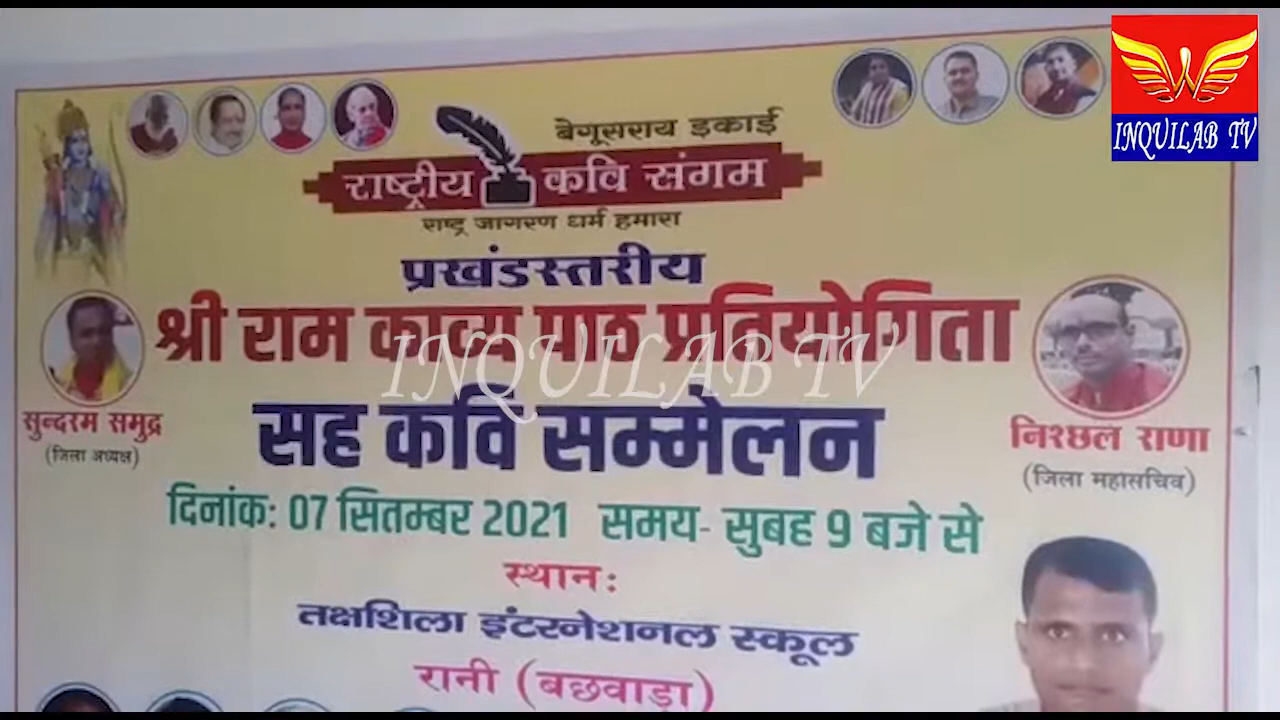 INQUILAB TV
बेगूसराय इकाई
राष्ट्रीय कवि संगम
राष्ट्र जागरण धर्म हमारा
प्रखंडस्तरीय
श्री राम काव्य पाठ प्रतियोगिता
INQUILAB TV
सह कवि सम्मेलन
सुन्दरम समुद्र
(जिला अध्यक्ष)
निश्छल राणा
(जिला महासचिव)
दिनांक: 07 सितम्बर 2021 समय- सुबह 9 बजे से
स्थान:
तक्षशिला इंटरनेशनल स्कूल
रानी (बछवाड़ा)